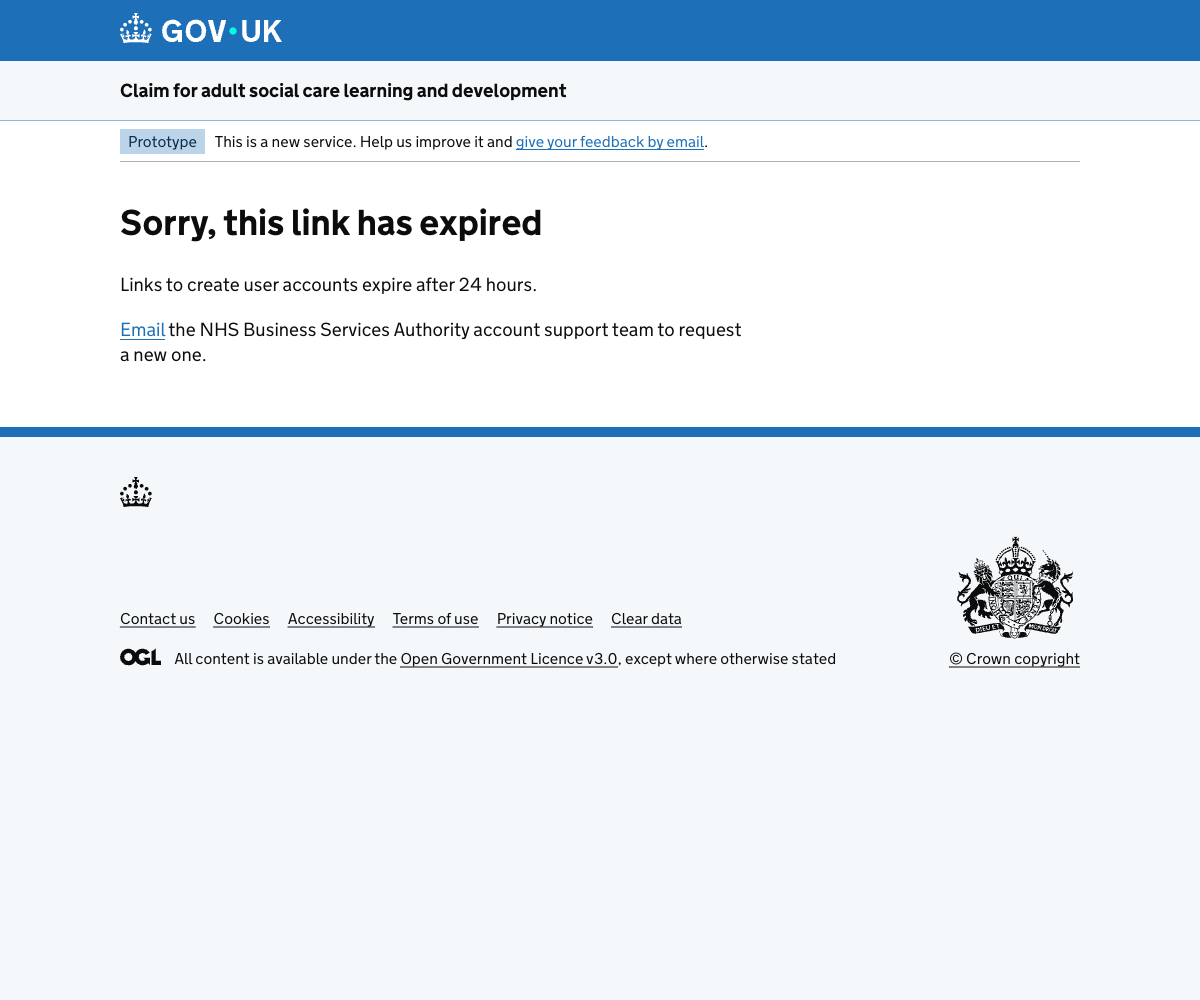 GOV•UK
Claim for adult social care learning and development
Prototype This is a new service. Help us improve it and give your feedback by email.
Sorry, this link has expired
Links to create user accounts expire after 24 hours.
Email the NHS Business Services Authority account support team to request
a new one.
Contact us Cookies Accessibility Terms of use Privacy notice Clear data
OGL All content is available under the Open Government Licence v3.0, except where otherwise stated
© Crown copyright